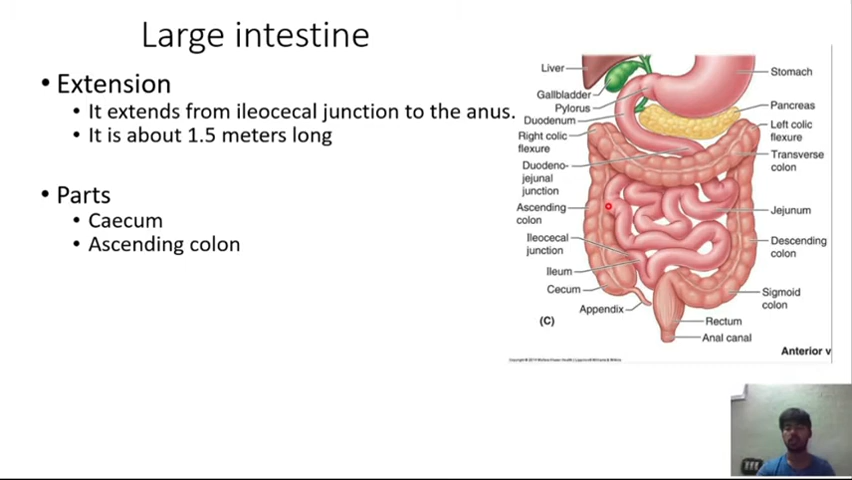 Large intestine
• Extension
• It extends from ileocecal junction to the anus.
• It is about 1.5 meters long
• Parts
• Caecum
• Ascending colon
Liver
Gallbladder
Pylorus
Duodenum
Right colic
flexure
Duodeno-
jejunal
junction
Ascending
colon
Ileocecal
junction
Ileum
Cecum
Appendix
(C)
Stomach
Pancreas
Left colic
flexure
Transverse
colon
Jejunum
Descending
colon
Sigmoid
colon
Rectum
Anal canal
Anterior v